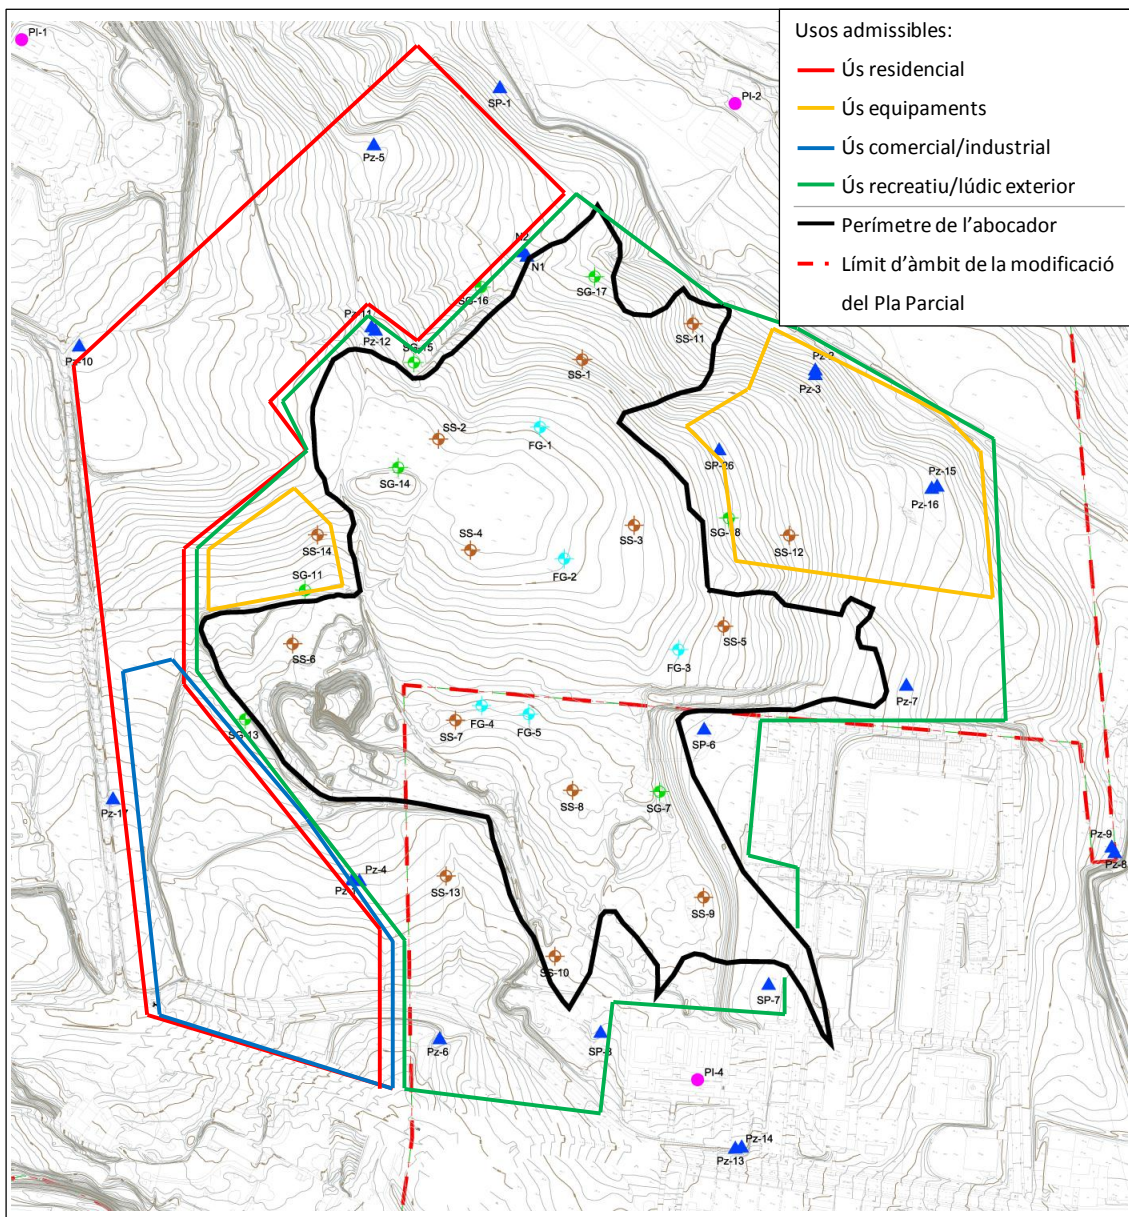 Usos admissibles:
Ús residencial
Ús equipaments
Ús comercial/industrial
Ús recreatiu/lúdic exterior
Perímetre de l'abocador
Límit d'àmbit de la modificació
del Pla Parcial
PI-1
SP-1
PI-2
Pz-5
N2
N1
SG-16
SG-17
Pz-11
Pz-12
SG-15
Pz-10
SS-11
SS-1
Pz-2
Pz-3
SS-2
FG-1
SG-14
SP-26
Pz-15
Pz-16
SS-14
SS-4
SS-3
SG-18
SS-12
FG-2
SG-11
SS-6
SS-5
FG-3
Pz-7
SG-13
SS-7
FG-4
FG-5
SP-6
Pz-17
SS-8
SG-7
Pz-9
Pz-8
Pz-4
SS-13
SS-9
SS-10
SP-7
Pz-6
SP-8
PI-4
Pz-14
Pz-13